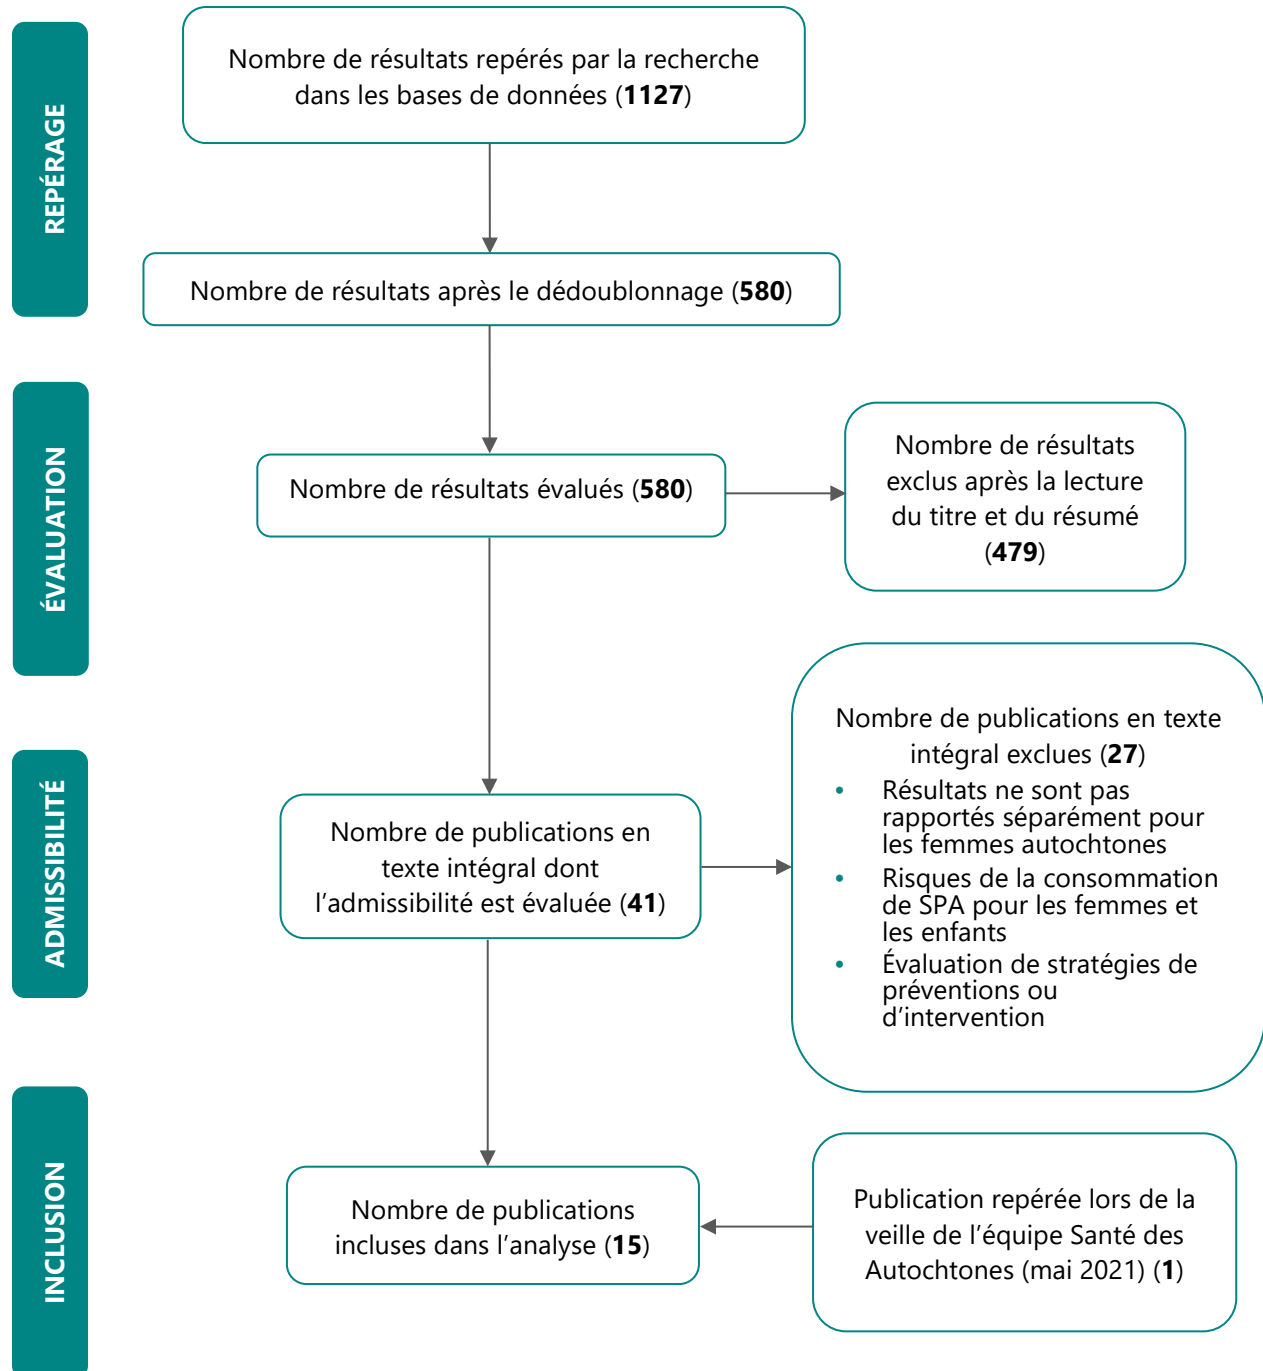 REPÉRAGE
Nombre de résultats repérés par la recherche
dans les bases de données (1127)
Nombre de résultats après le dédoublonnage (580)
ÉVALUATION
Nombre de résultats évalués (580)
Nombre de résultats
exclus après la lecture
du titre et du résumé
(479)
ADMISSIBILITÉ
Nombre de publications en
texte intégral dont
l’admissibilité est évaluée (41)
Nombre de publications en texte
intégral exclues (27)
• Résultats ne sont pas
rapportés séparément pour
les femmes autochtones
• Risques de la consommation
de SPA pour les femmes et
les enfants
• Évaluation de stratégies de
préventions ou
d’intervention
INCLUSION
Nombre de publications
incluses dans l’analyse (15)
Publication repérée lors de la
veille de l’équipe Santé des
Autochtones (mai 2021) (1)